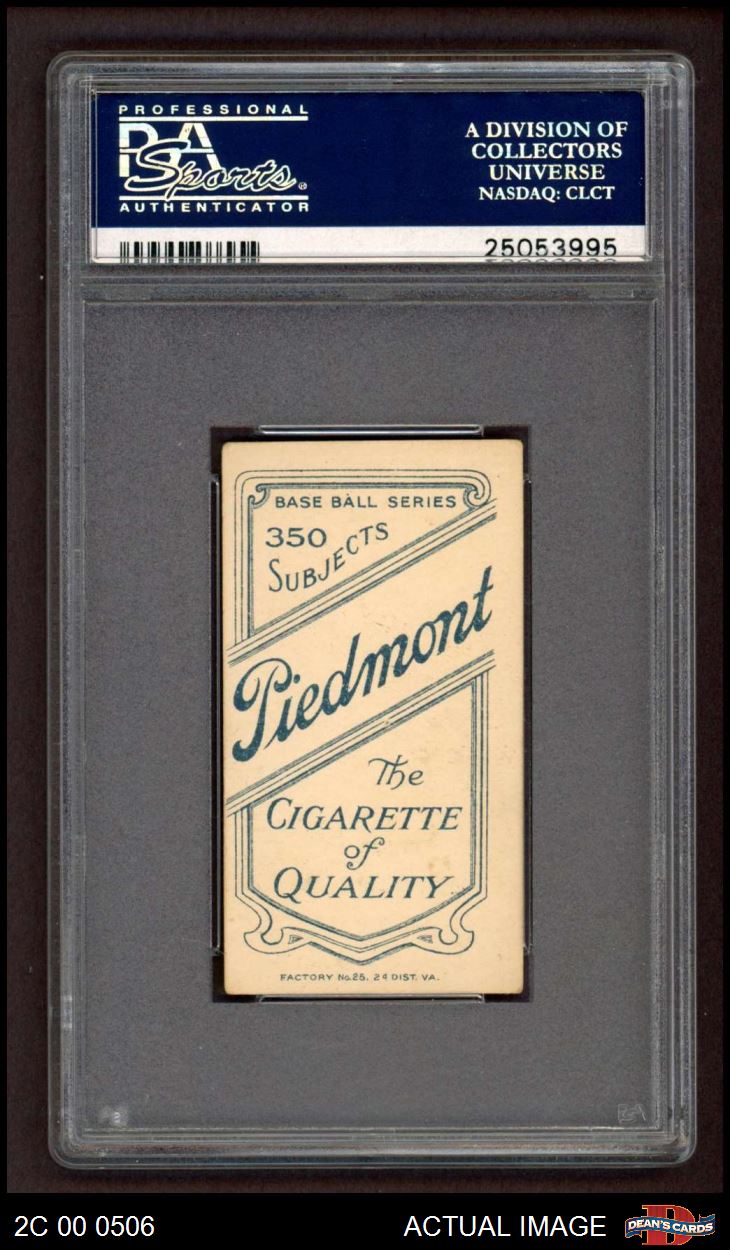 PROFESSIONAL
PSA
Sports
AUTHENTICATOR
A DIVISION OF
COLLECTORS
UNIVERSE
NASDAQ: CLCT
25053995
BASE BALL SERIES
350
SUBJECTS
Piedmont
The
CIGARETTE
of
QUALITY
FACTORY No. 25. 2d DIST. VA.
PSA
2C 00 0506
ACTUAL IMAGE
DEAN'S CARDS